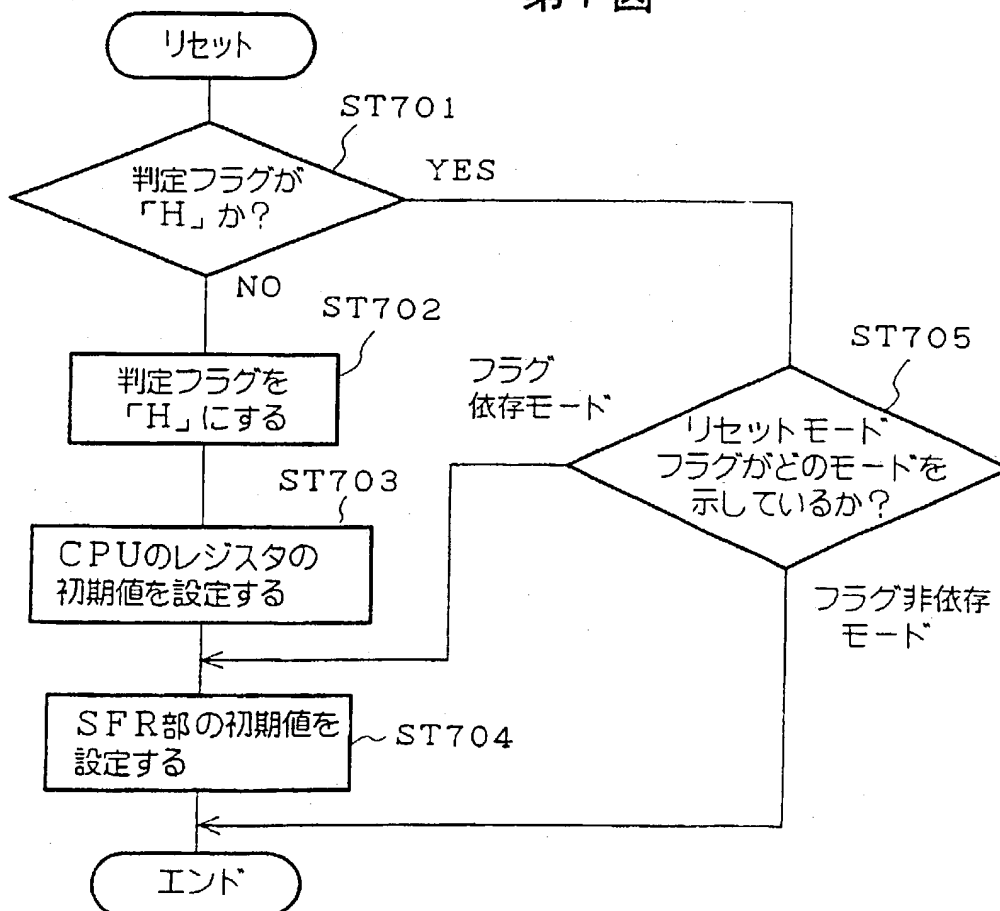 リセット
ST701
判定フラグが
「H」か?
YES
NO
ST702
判定フラグを
「H」にする
フラグ
依存モード
ST705
リセットモード
フラグがどのモードを
示しているか?
ST703
CPUのレジスタの
初期値を設定する
フラグ非依存
モード
SFR部の初期値を
設定する
ST704
エンド